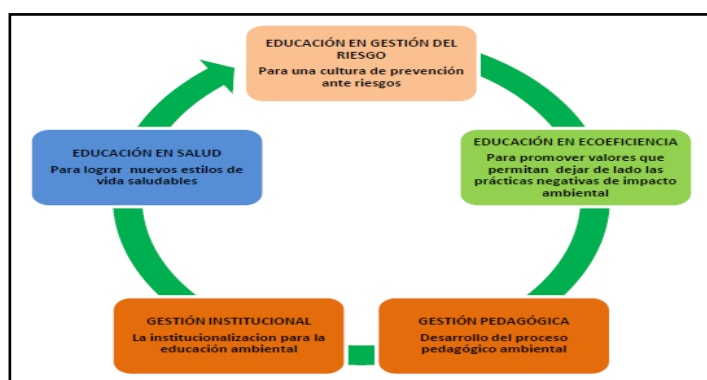 EDUCACIÓN EN GESTIÓN DEL
RIESGO
Para una cultura de prevención
ante riesgos
EDUCACIÓN EN ECOEFICIENCIA
Para promover valores que
permitan dejar de lado las
prácticas negativas de impacto
ambiental
GESTIÓN PEDAGÓGICA
Desarrollo del proceso
pedagógico ambiental
GESTIÓN INSTITUCIONAL
La institucionalizacion para la
educación ambiental
EDUCACIÓN EN SALUD
Para lograr nuevos estilos de
vida saludables